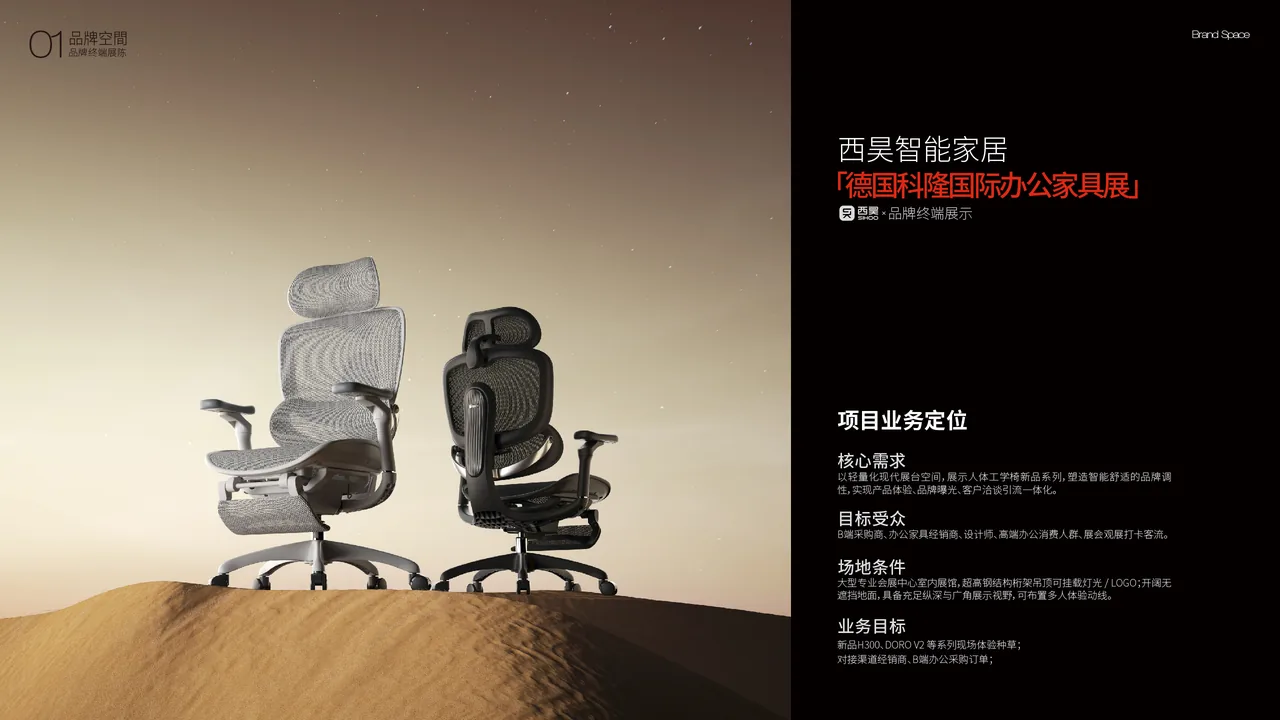 01
品牌空間
品牌终端展陈
Brand Space
西昊智能家居
「德国科隆国际办公家具展」
西昊 SIHOO × 品牌终端展示
项目业务定位
核心需求
以轻量化现代展台空间，展示人体工学椅新品系列，塑造智能舒适的品牌调
性，实现产品体验、品牌曝光、客户洽谈引流一体化。
目标受众
B端采购商、办公家具经销商、设计师、高端办公消费人群、展会观展打卡客流。
场地条件
大型专业会展中心室内展馆，超高钢结构桁架吊顶可挂载灯光 / LOGO；开阔无
遮挡地面，具备充足纵深与广角展示视野，可布置多人体验动线。
业务目标
新品H300、DORO V2 等系列现场体验种草；
对接渠道经销商、B端办公采购订单；